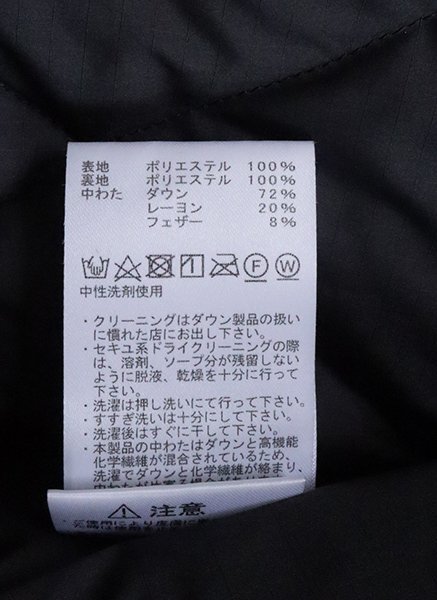 表地 ポリエステル 100%
裏地 ポリエステル 100%
中わた ダウン 72%
レーヨン 20%
フェザー 8%
F W
中性洗剤使用
・クリーニングはダウン製品の扱い
に慣れた店にお出し下さい。
・セキユ系ドライクリーニングの際
は、溶剤、ソープ分が残留しない
ように脱液、乾燥を十分に行って
下さい。
・洗濯は押し洗いにて行って下さい。
・すすぎ洗いは十分にして下さい。
・洗濯後はすぐに干して下さい。
・本製品の中わたはダウンと高機能
化学繊維が混合されているため、
洗濯でダウンと化学繊維が絡まり、
注意